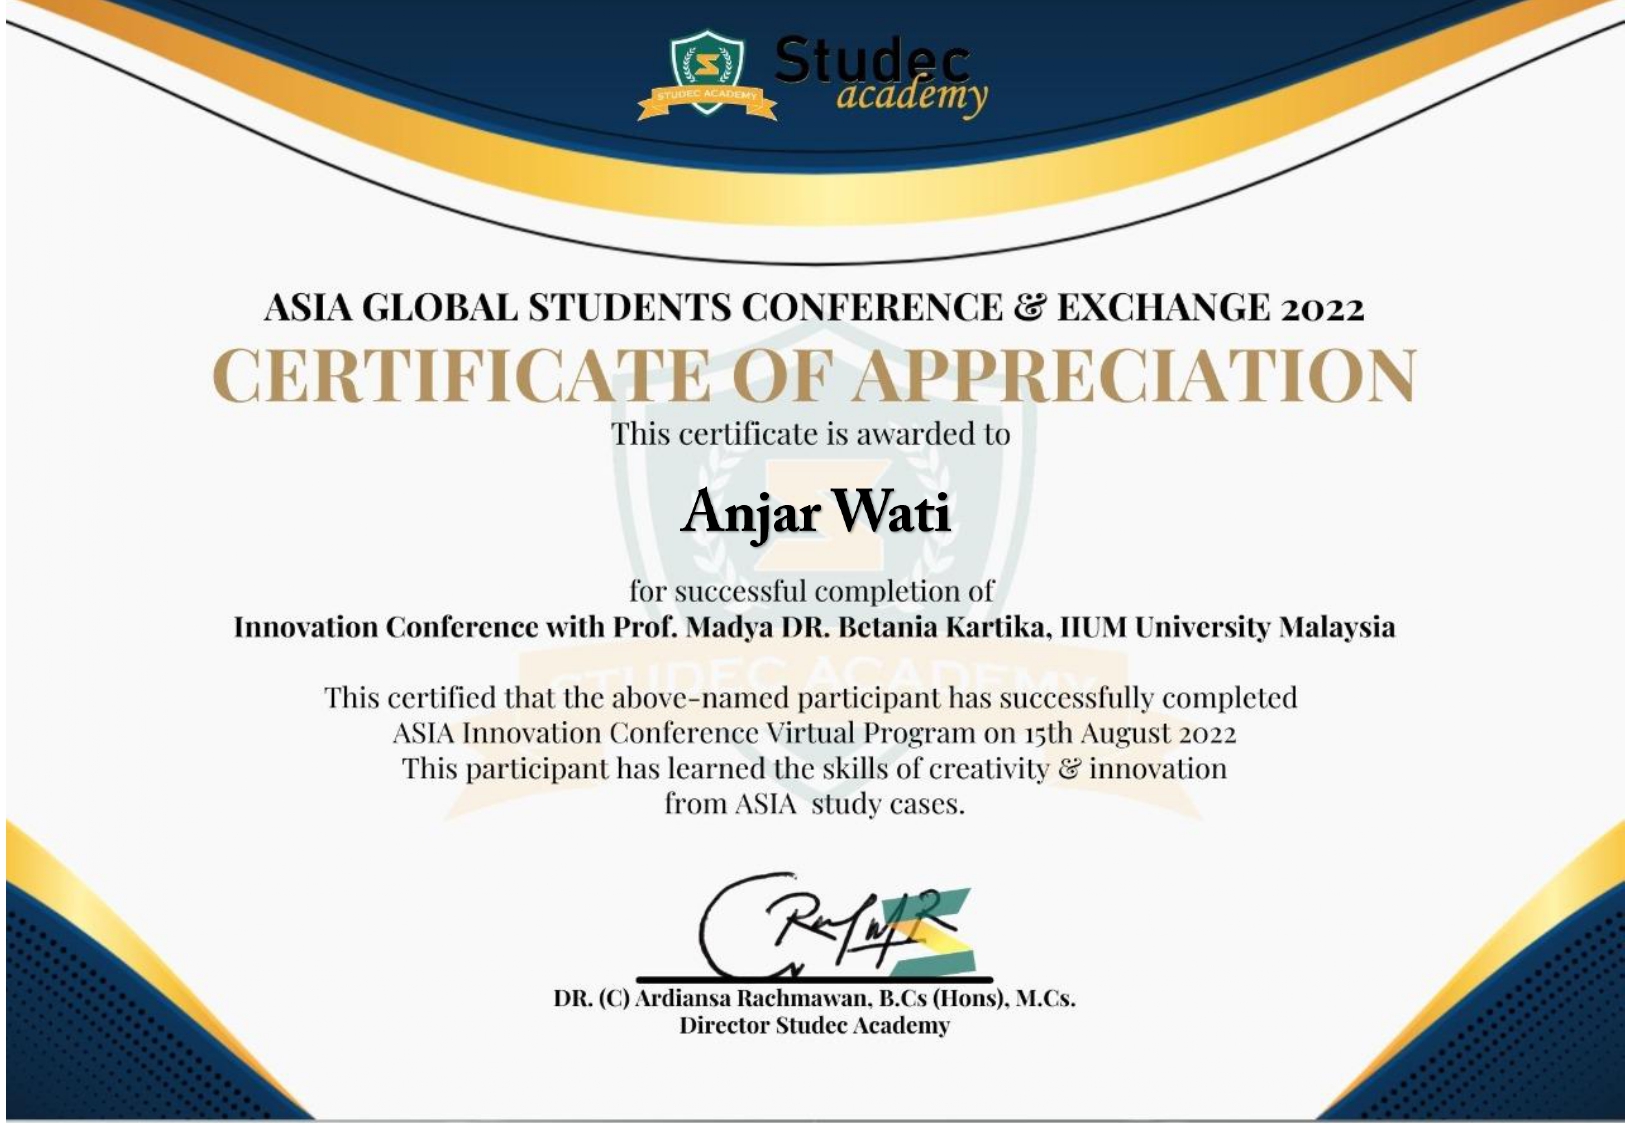 STUDEC ACADEMY
Studec
academy
ASIA GLOBAL STUDENTS CONFERENCE & EXCHANGE 2022
CERTIFICATE OF APPRECIATION
This certificate is awarded to
Anjar Wati
for successful completion of
Innovation Conference with Prof. Madya DR. Betania Kartika, IIUM University Malaysia
STUDEC ACADEMY
This certified that the above-named participant has successfully completed
ASIA Innovation Conference Virtual Program on 15th August 2022
This participant has learned the skills of creativity & innovation
from ASIA study cases.
DR. (C) Ardiansa Rachmawan, B.Cs (Hons), M.Cs.
Director Studec Academy